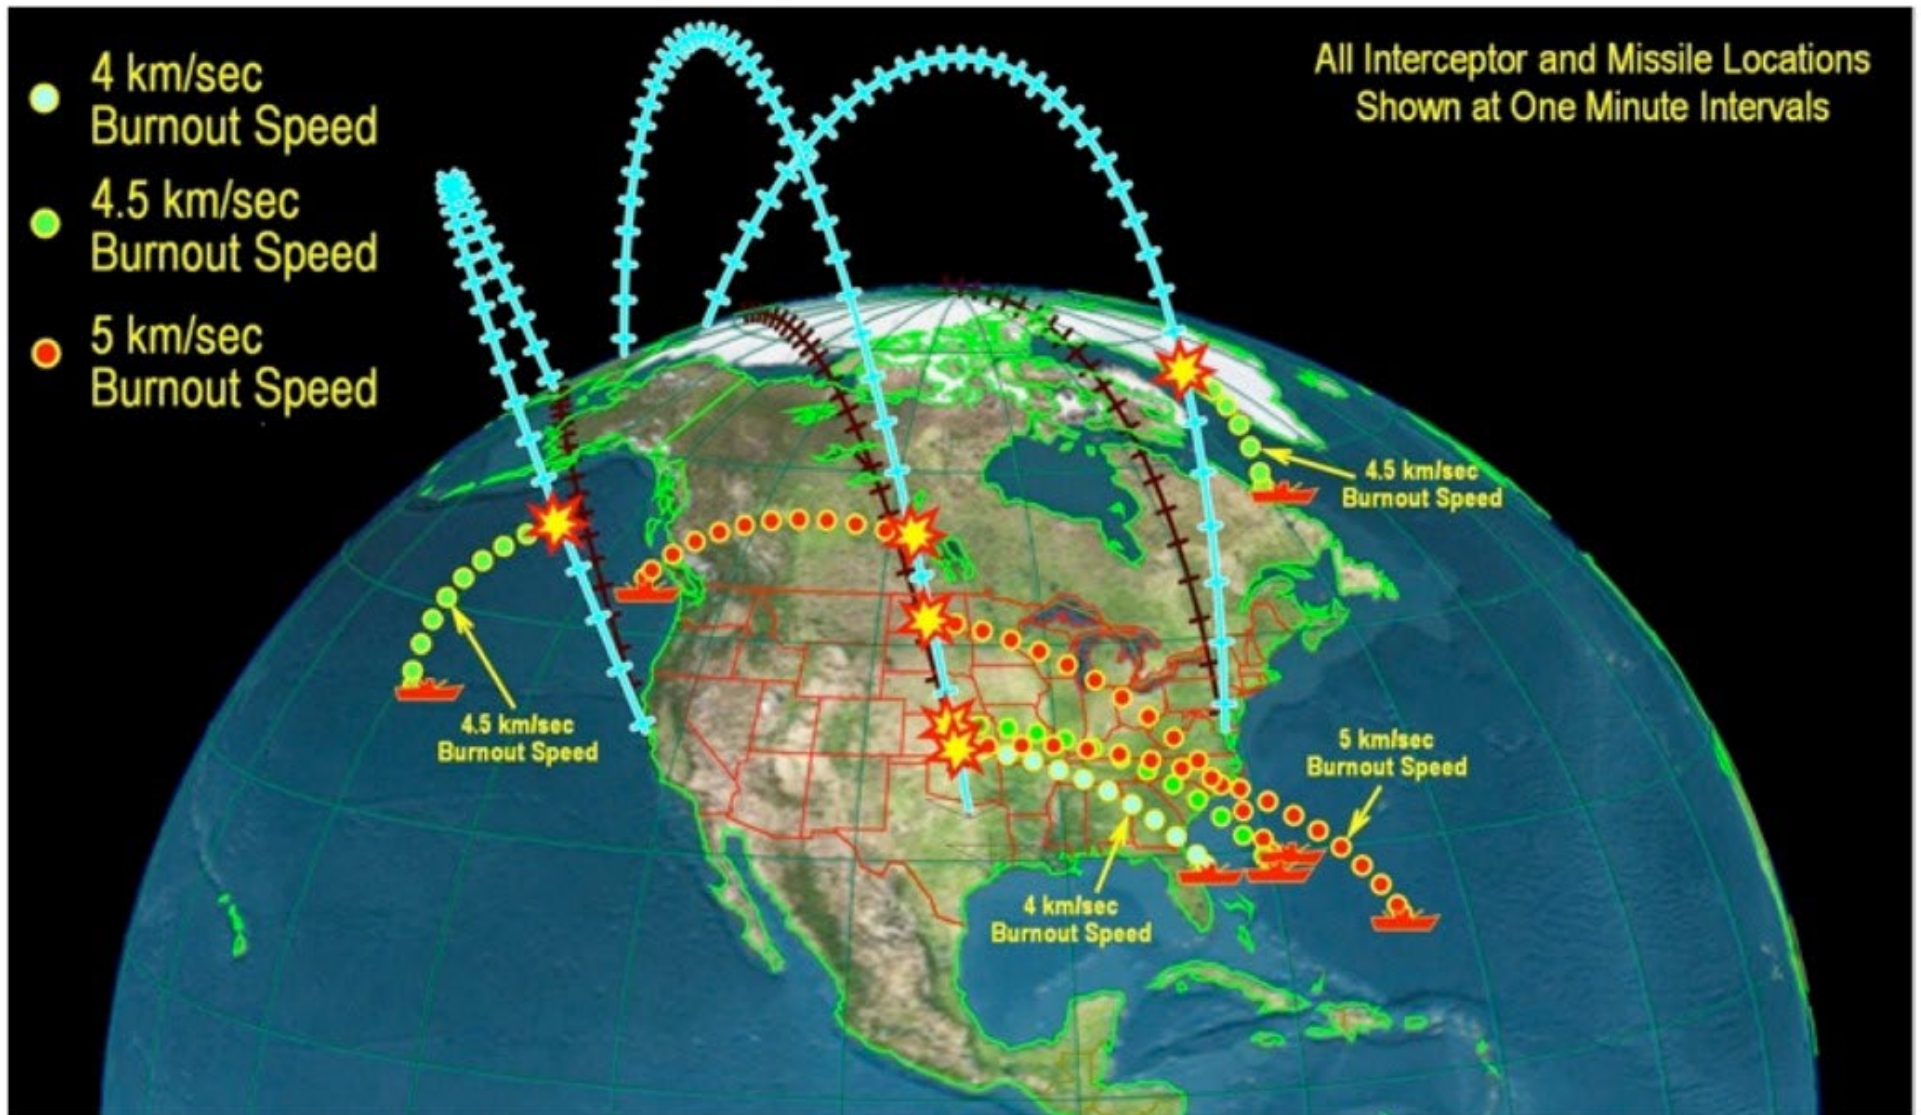 4 km/sec
Burnout Speed
4.5 km/sec
Burnout Speed
5 km/sec
Burnout Speed
All Interceptor and Missile Locations
Shown at One Minute Intervals
4.5 km/sec
Burnout Speed
4.5 km/sec
Burnout Speed
5 km/sec
Burnout Speed
4 km/sec
Burnout Speed